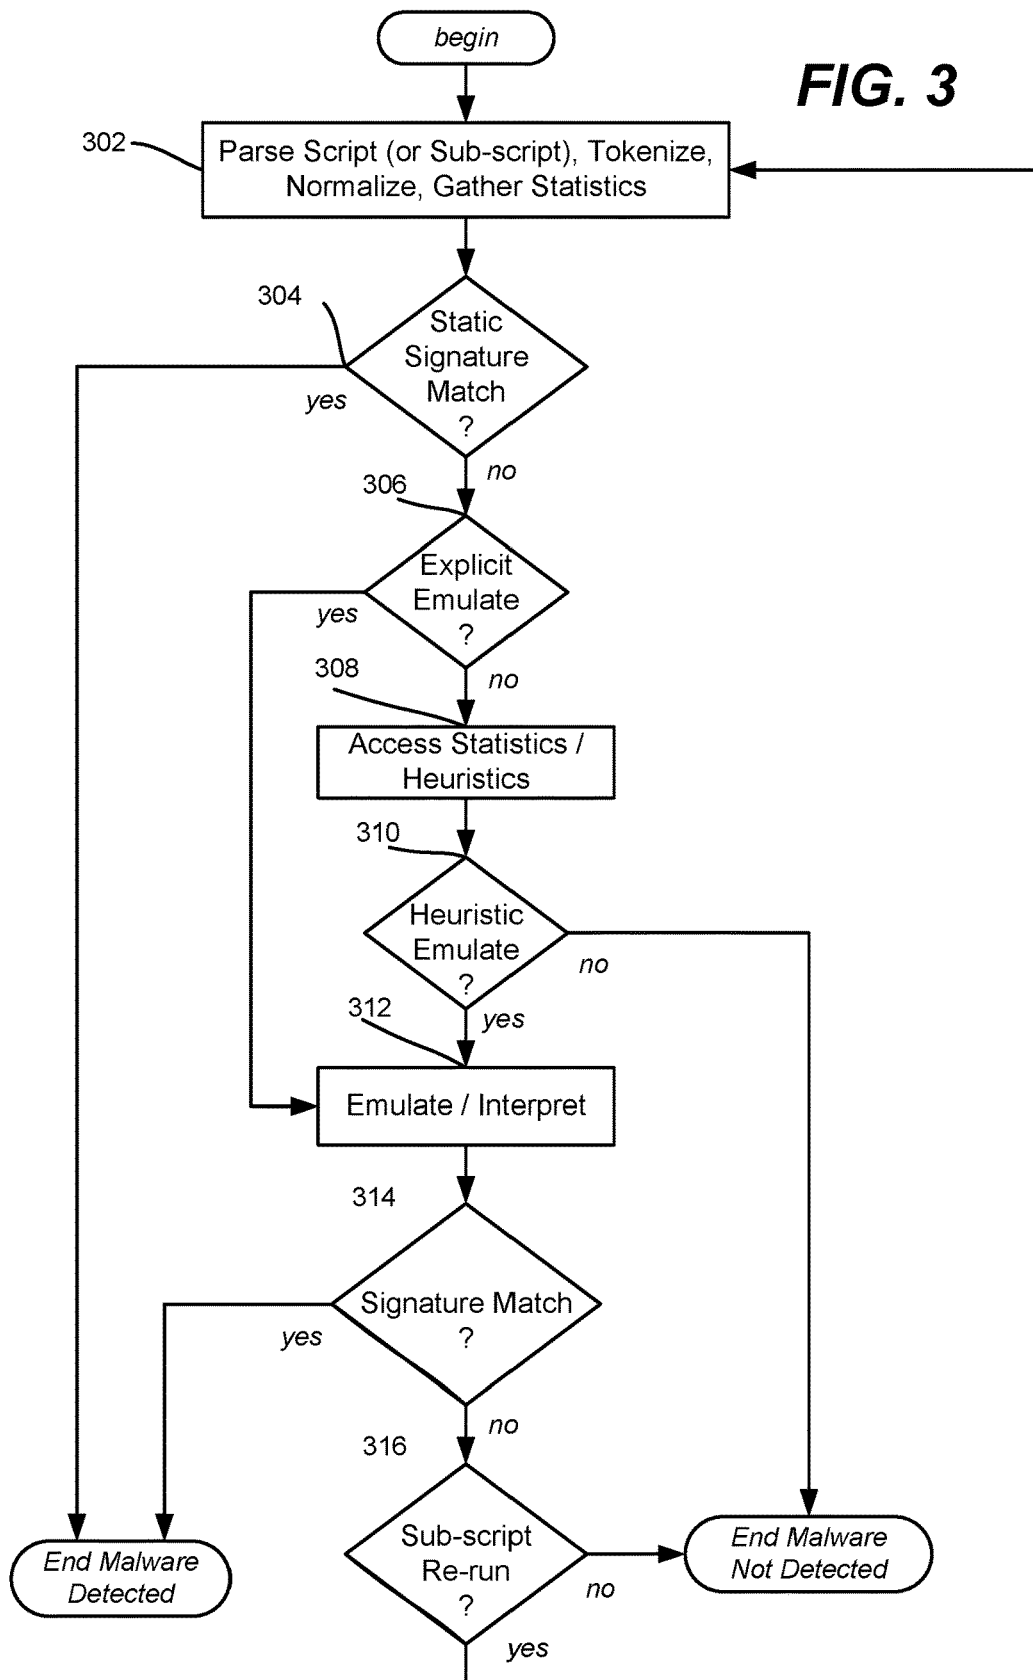 begin
FIG. 3
302
Parse Script (or Sub-script), Tokenize,
Normalize, Gather Statistics
304
Static
Signature
Match
?
yes
no
306
Explicit
Emulate
?
yes
no
308
Access Statistics /
Heuristics
310
Heuristic
Emulate
?
no
yes
312
Emulate / Interpret
314
Signature Match
?
yes
no
316
Sub-script
Re-run
?
no
yes
End Malware
Detected
End Malware
Not Detected